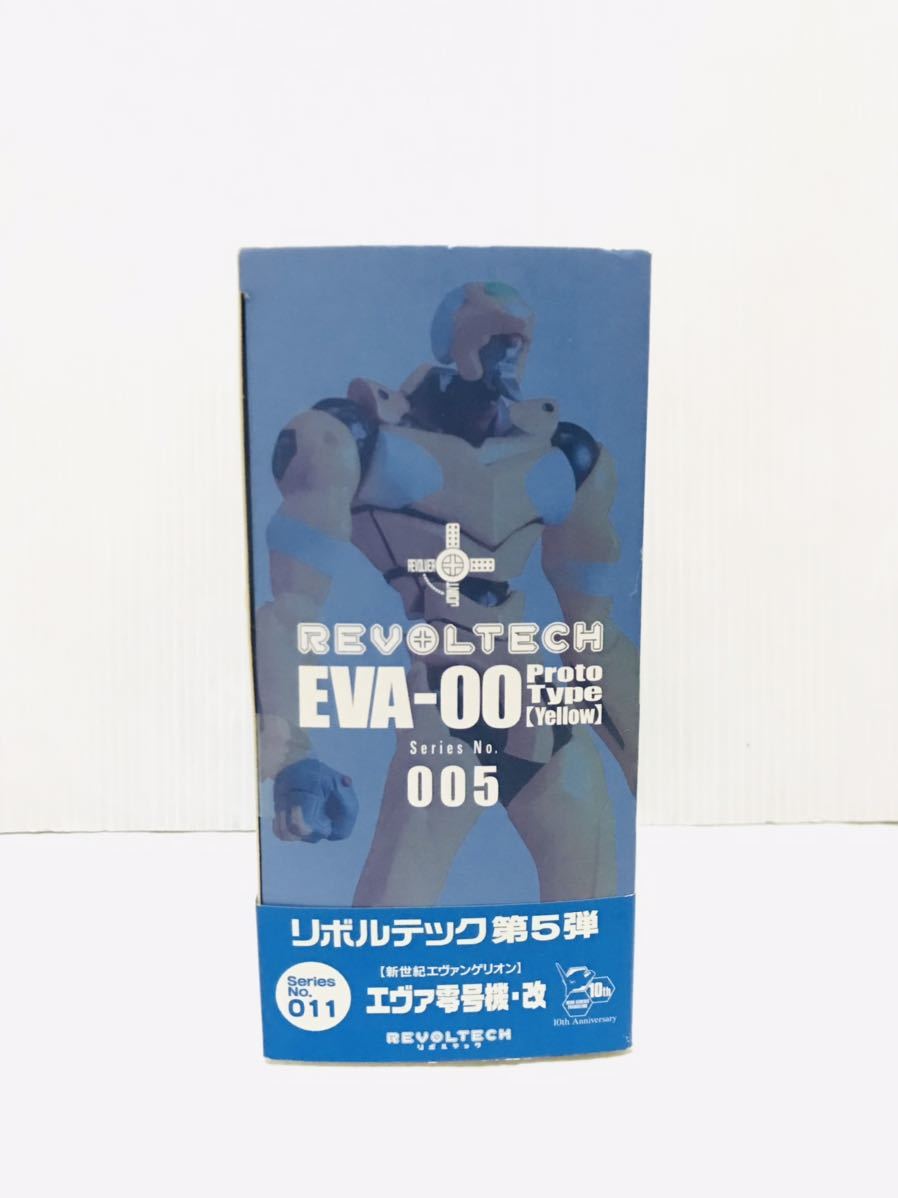 REVOLVER
JOINT
REVOLTECH
EVA-00 Proto Type【Yellow】
Series No.
005
リボルテック第5弾
Series No. 011
【新世紀エヴァンゲリオン】
エヴァ零号機・改
REVOLTECH
リボルテック
10th
10th Anniversary